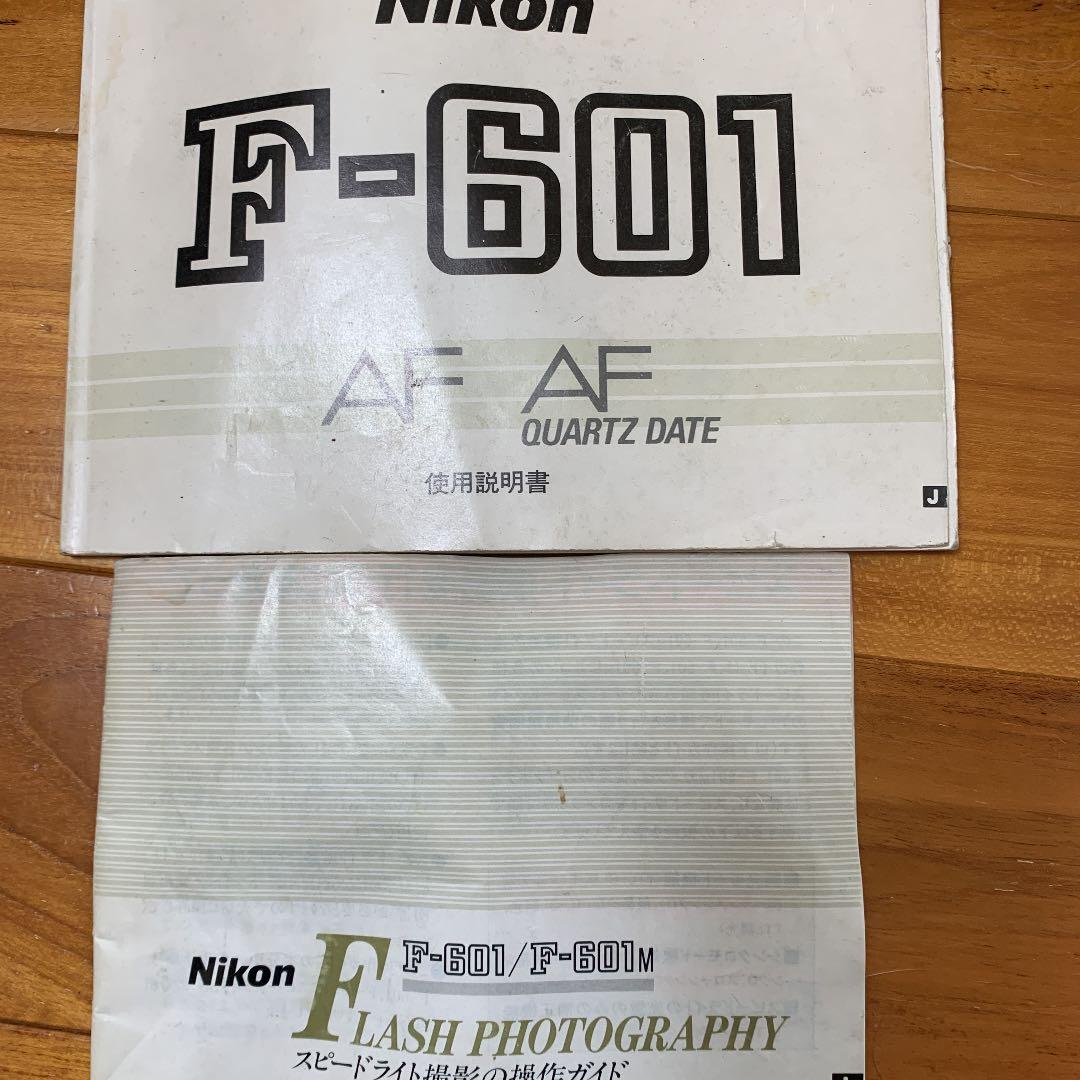 Nikon
F-601
AF AF
QUARTZ DATE
使用説明書
J
Nikon F-601/F-601M
FLASH PHOTOGRAPHY
スピードライト撮影の操作ガイド